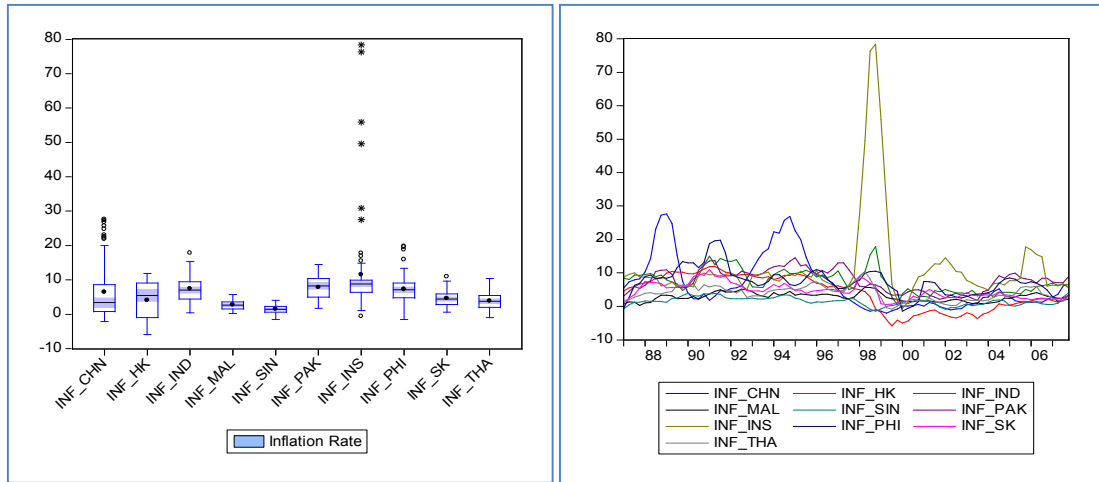 80
70
60
50
40
30
20
10
0
-10
INF_CHN
INF_HK
INF_IND
INF_MAL
INF_SIN
INF_PAK
INF_INS
INF_PHI
INF_SK
INF_THA
Inflation Rate
80
70
60
50
40
30
20
10
0
-10
88 90 92 94 96 98 00 02 04 06
INF_CHN INF_HK INF_IND
INF_MAL INF_SIN INF_PAK
INF_INS INF_PHI INF_SK
INF_THA